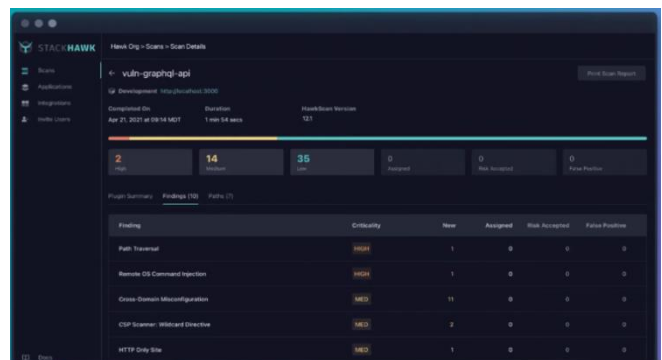 STACKHAWK
Hawk Org > Scans > Scan Details
Scans
Applications
Integrations
Invite Users
← vuln-graphql-api
Print Scan Report
Development http://localhost:3000
Completed On Duration HawkScan Version
Apr 21, 2021 at 09:14 MDT 1 min 54 secs 1.2.1
2 14 35 0 0 0
High Medium Low Assigned Risk Accepted False Positive
Plugin Summary Findings (10) Paths (7)
Finding Criticality New Assigned Risk Accepted False Positive
Path Traversal HIGH 1 0 0 0
Remote OS Command Injection HIGH 1 0 0 0
Cross-Domain Misconfiguration MED 11 0 0 0
CSP Scanner: Wildcard Directive MED 2 0 0 0
HTTP Only Site MED 1 0 0 0
Docs